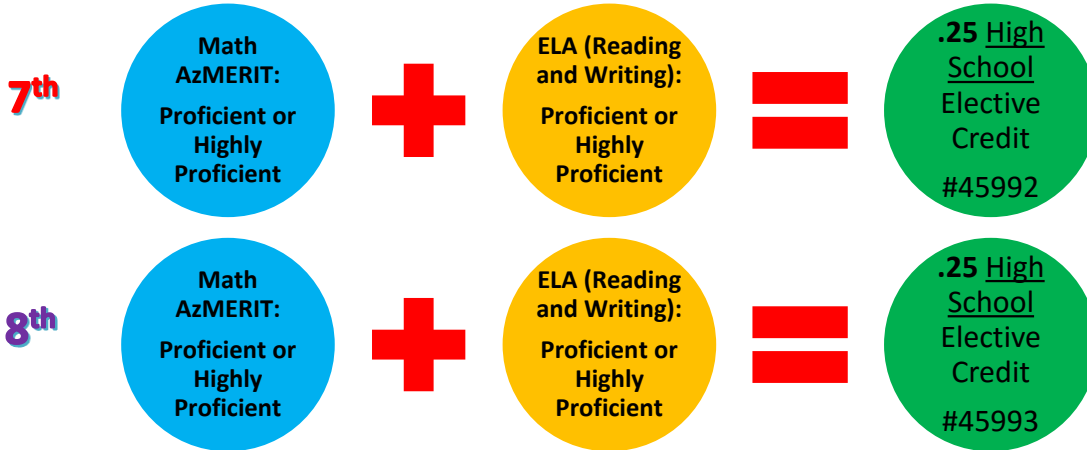 7th
Math
AzMERIT:
Proficient or
Highly
Proficient
ELA (Reading
and Writing):
Proficient or
Highly
Proficient
.25 High
School
Elective
Credit
#45992
8th
Math
AzMERIT:
Proficient or
Highly
Proficient
ELA (Reading
and Writing):
Proficient or
Highly
Proficient
.25 High
School
Elective
Credit
#45993